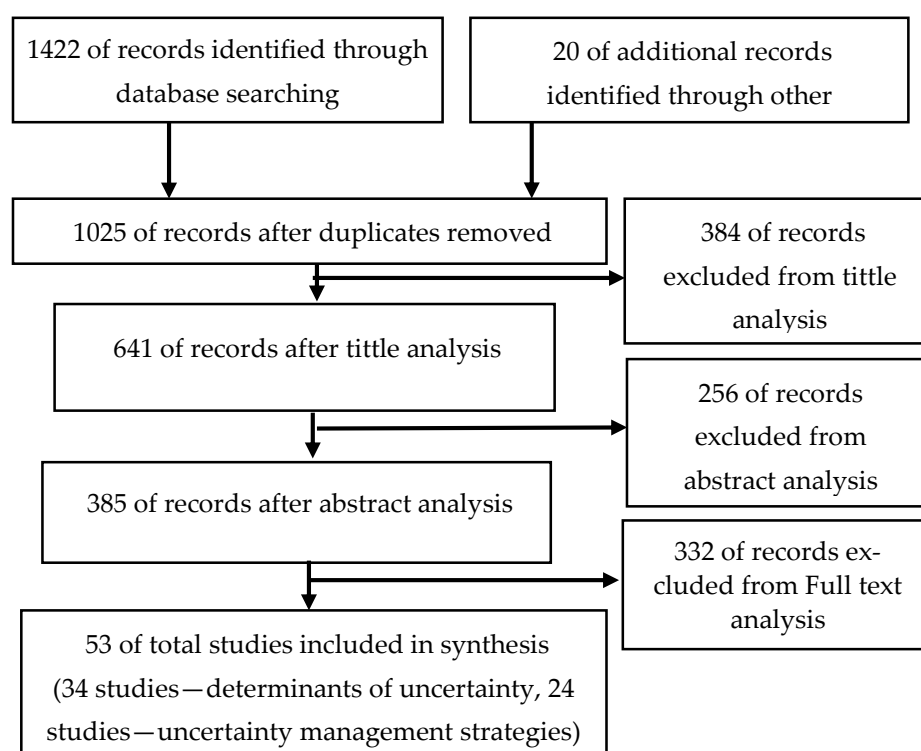 1422 of records identified through
database searching
20 of additional records
identified through other
1025 of records after duplicates removed
384 of records
excluded from tittle
analysis
641 of records after tittle analysis
256 of records
excluded from
abstract analysis
385 of records after abstract analysis
332 of records ex-
cluded from Full text
analysis
53 of total studies included in synthesis
(34 studies—determinants of uncertainty, 24
studies—uncertainty management strategies)